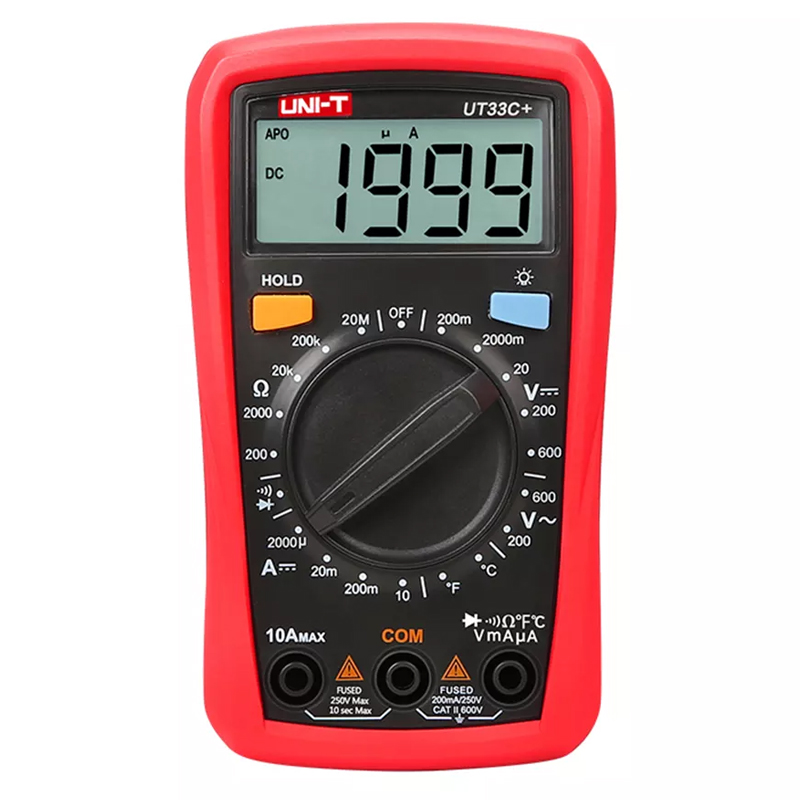 UNI-T UT33C+
APO µ A
DC 1999
HOLD
20M OFF 200m
200k 2000m
20k 20
Ω V⎓
2000 200
200 600
600
V~
2000µ 200
A⎓ 20m °C
200m 10 °F
10AMAX COM Ω°F℃
VmAµA
FUSED FUSED
250V Max 200mA/250V
10 sec Max CAT II 600V